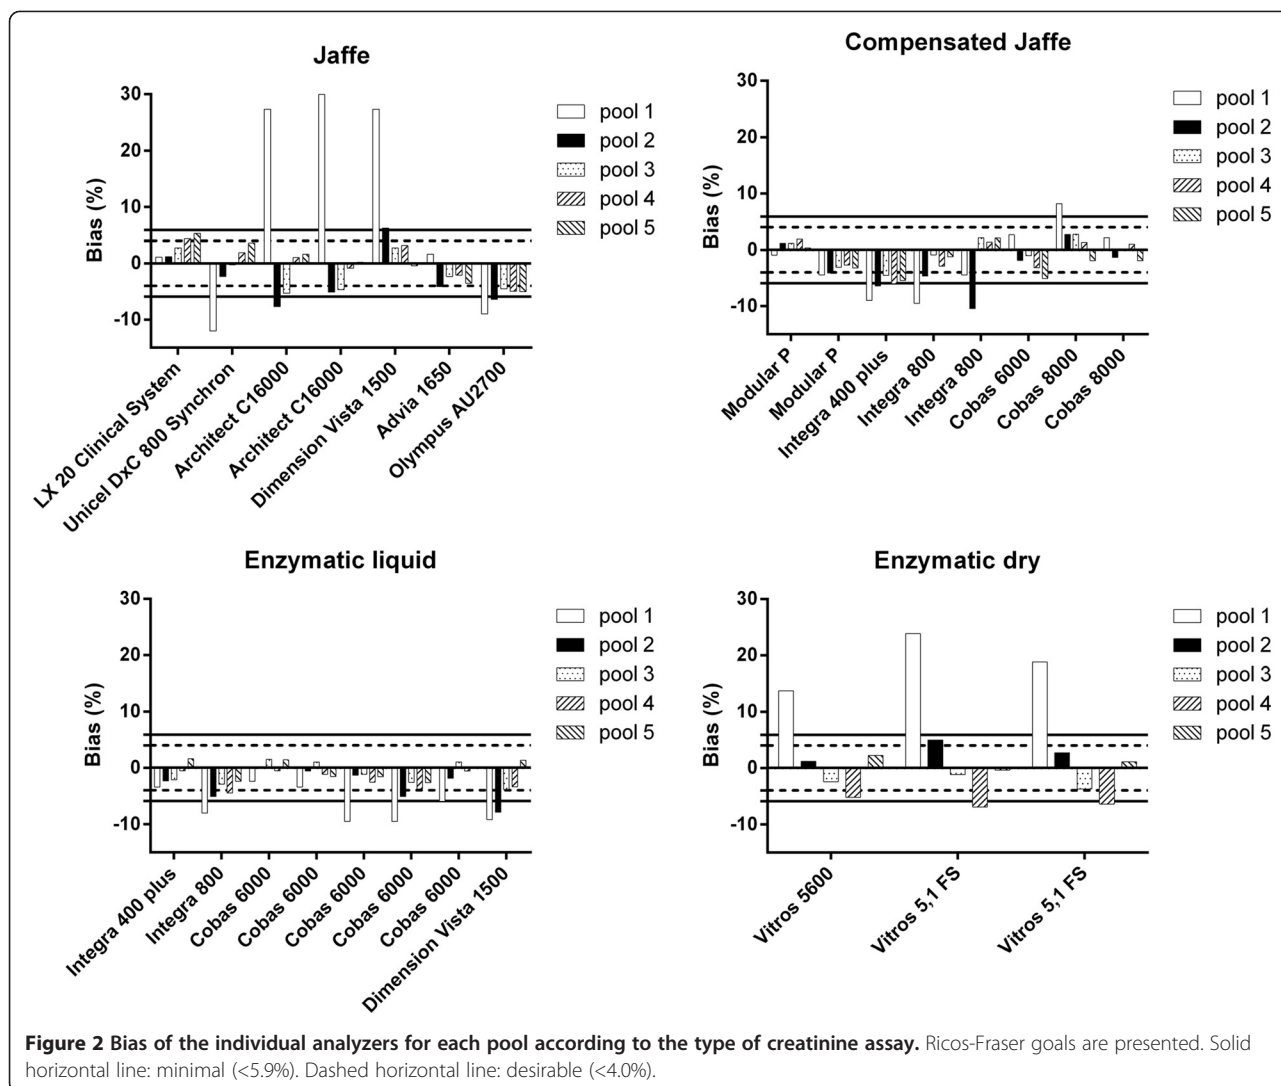 Jaffe
30
20
10
0
-10
Bias (%)
pool 1
pool 2
pool 3
pool 4
pool 5
LX 20 Clinical System
Unicel DxC 800 Synchron
Architect C16000
Architect C16000
Dimension Vista 1500
Advia 1650
Olympus AU2700
Compensated Jaffe
30
20
10
0
-10
Bias (%)
pool 1
pool 2
pool 3
pool 4
pool 5
Modular P
Modular P
Integra 400 plus
Integra 800
Integra 800
Cobas 6000
Cobas 8000
Cobas 8000
Enzymatic liquid
30
20
10
0
-10
Bias (%)
pool 1
pool 2
pool 3
pool 4
pool 5
Integra 400 plus
Integra 800
Cobas 6000
Cobas 6000
Cobas 6000
Cobas 6000
Cobas 6000
Dimension Vista 1500
Enzymatic dry
30
20
10
0
-10
Bias (%)
pool 1
pool 2
pool 3
pool 4
pool 5
Vitros 5600
Vitros 5,1 FS
Vitros 5,1 FS
Figure 2 Bias of the individual analyzers for each pool according to the type of creatinine assay. Ricos-Fraser goals are presented. Solid
horizontal line: minimal (<5.9%). Dashed horizontal line: desirable (<4.0%).